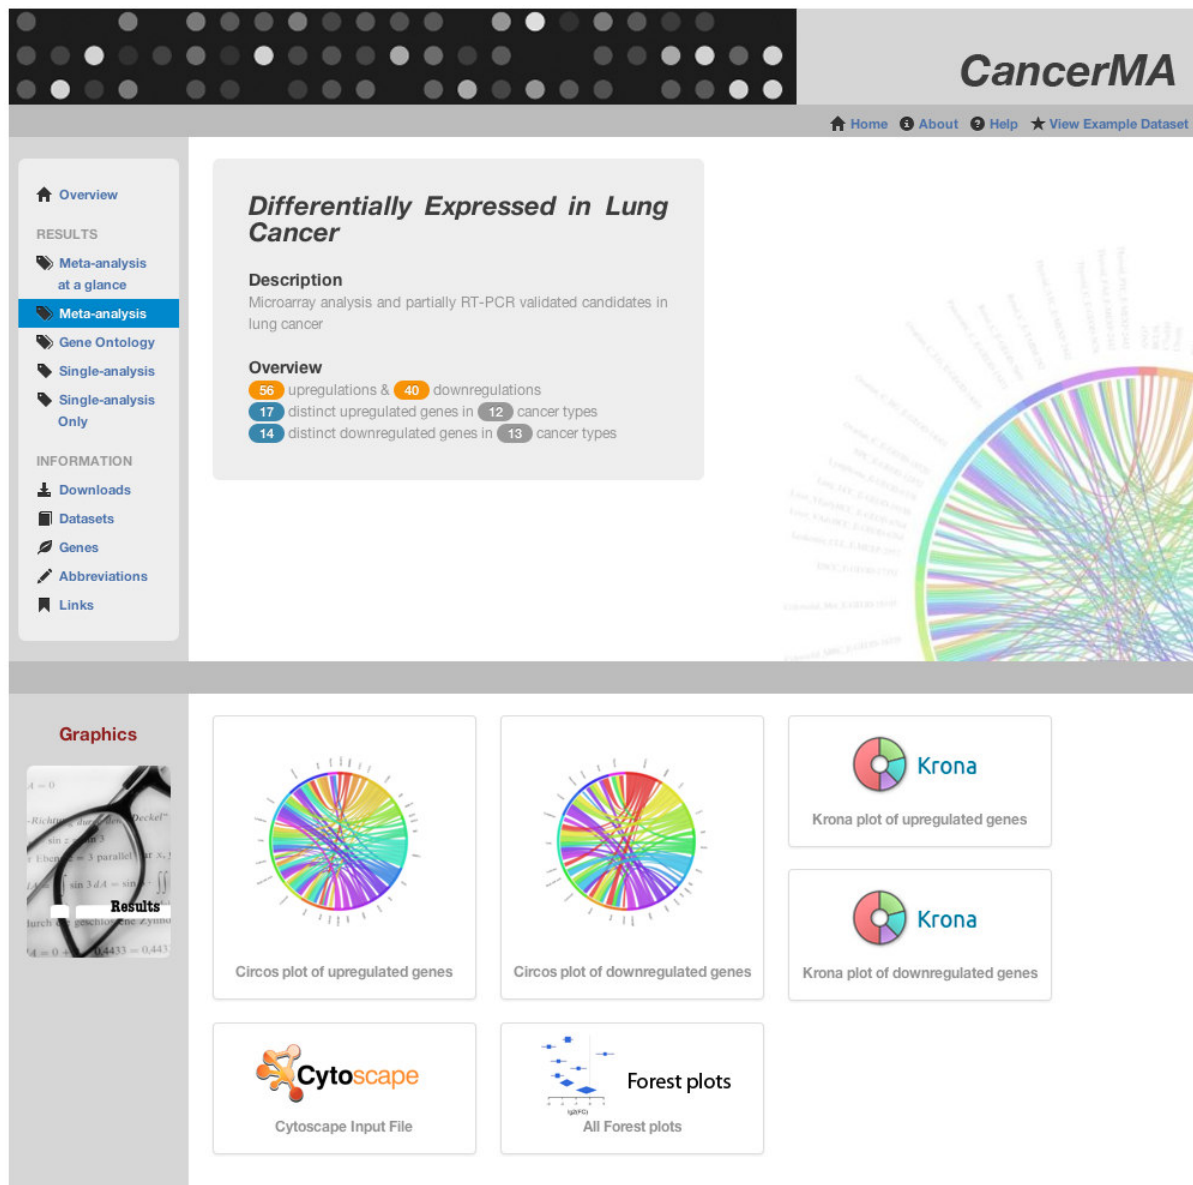 CancerMA
Home About Help View Example Dataset
Overview
RESULTS
Meta-analysis
at a glance
Meta-analysis
Gene Ontology
Single-analysis
Single-analysis
Only
INFORMATION
Downloads
Datasets
Genes
Abbreviations
Links
Differentially Expressed in Lung
Cancer
Description
Microarray analysis and partially RT-PCR validated candidates in
lung cancer
Overview
56 upregulations & 40 downregulations
17 distinct upregulated genes in 12 cancer types
14 distinct downregulated genes in 13 cancer types
Graphics
Results
Circos plot of upregulated genes
Circos plot of downregulated genes
Krona
Krona plot of upregulated genes
Krona
Krona plot of downregulated genes
Cytoscape
Cytoscape Input File
Forest plots
lg2(FC)
All Forest plots